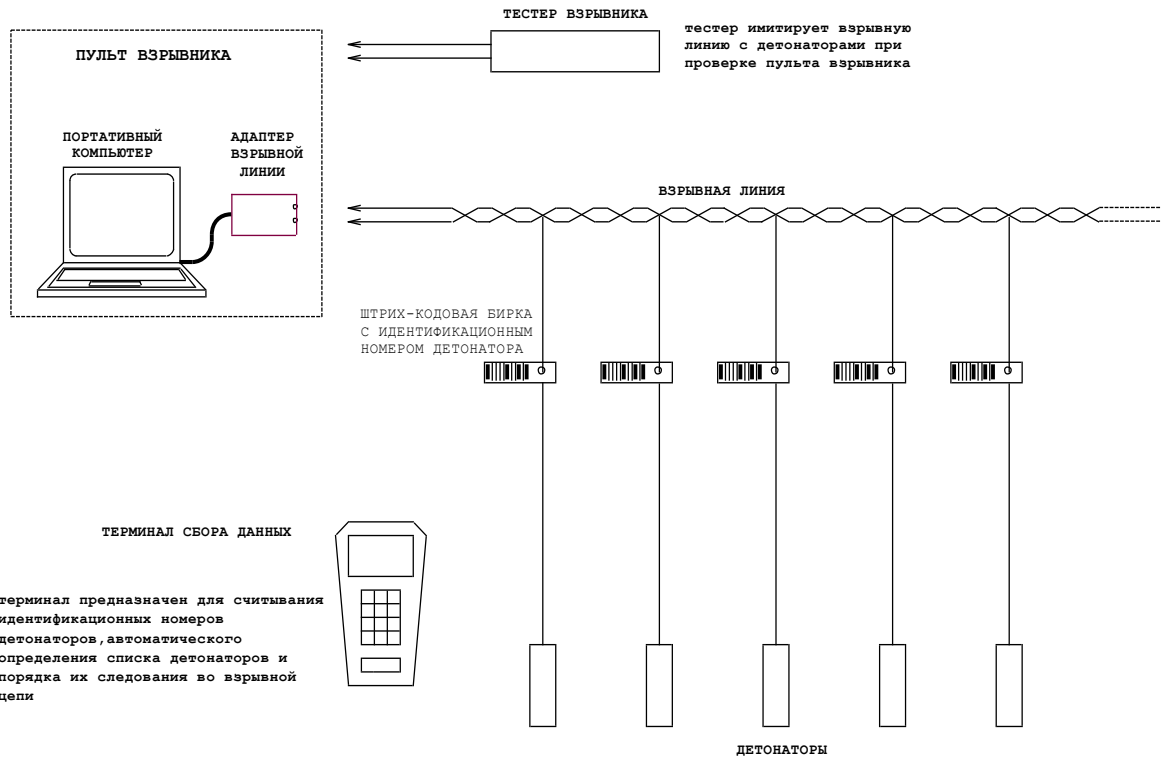 ТЕСТЕР ВЗРЫВНИКА
тестер имитирует взрывную
линию с детонаторами при
проверке пульта взрывника
ПУЛЬТ ВЗРЫВНИКА
ПОРТАТИВНЫЙ
КОМПЬЮТЕР
АДАПТЕР
ВЗРЫВНОЙ
ЛИНИИ
ВЗРЫВНАЯ ЛИНИЯ
ШТРИХ-КОДОВАЯ БИРКА
С ИДЕНТИФИКАЦИОННЫМ
НОМЕРОМ ДЕТОНАТОРА
ТЕРМИНАЛ СБОРА ДАННЫХ
терминал предназначен для считывания
идентификационных номеров
детонаторов,автоматического
определения списка детонаторов и
порядка их следования во взрывной
цепи
ДЕТОНАТОРЫ